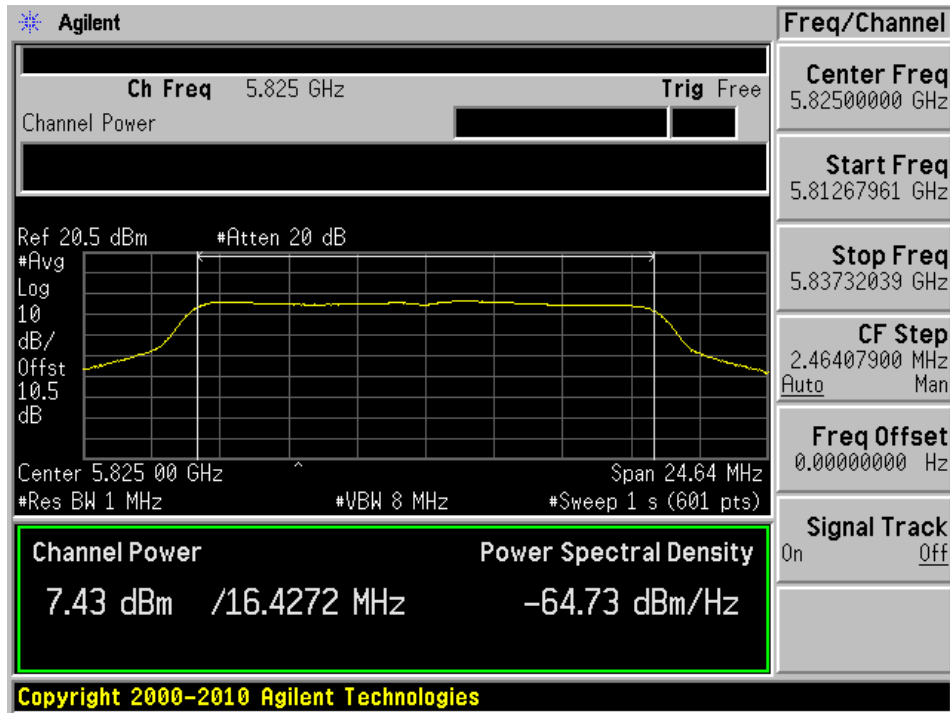 Agilent
Freq/Channel
Ch Freq 5.825 GHz Trig Free
Channel Power
Center Freq
5.82500000 GHz
Start Freq
5.81267961 GHz
Stop Freq
5.83732039 GHz
CF Step
2.46407900 MHz
Auto Man
Freq Offset
0.00000000 Hz
Signal Track
On Off
Ref 20.5 dBm #Atten 20 dB
#Avg
Log
10
dB/
Offst
10.5
dB
Center 5.825 00 GHz ^ Span 24.64 MHz
#Res BW 1 MHz #VBW 8 MHz #Sweep 1 s (601 pts)
Channel Power Power Spectral Density
7.43 dBm /16.4272 MHz -64.73 dBm/Hz
Copyright 2000-2010 Agilent Technologies